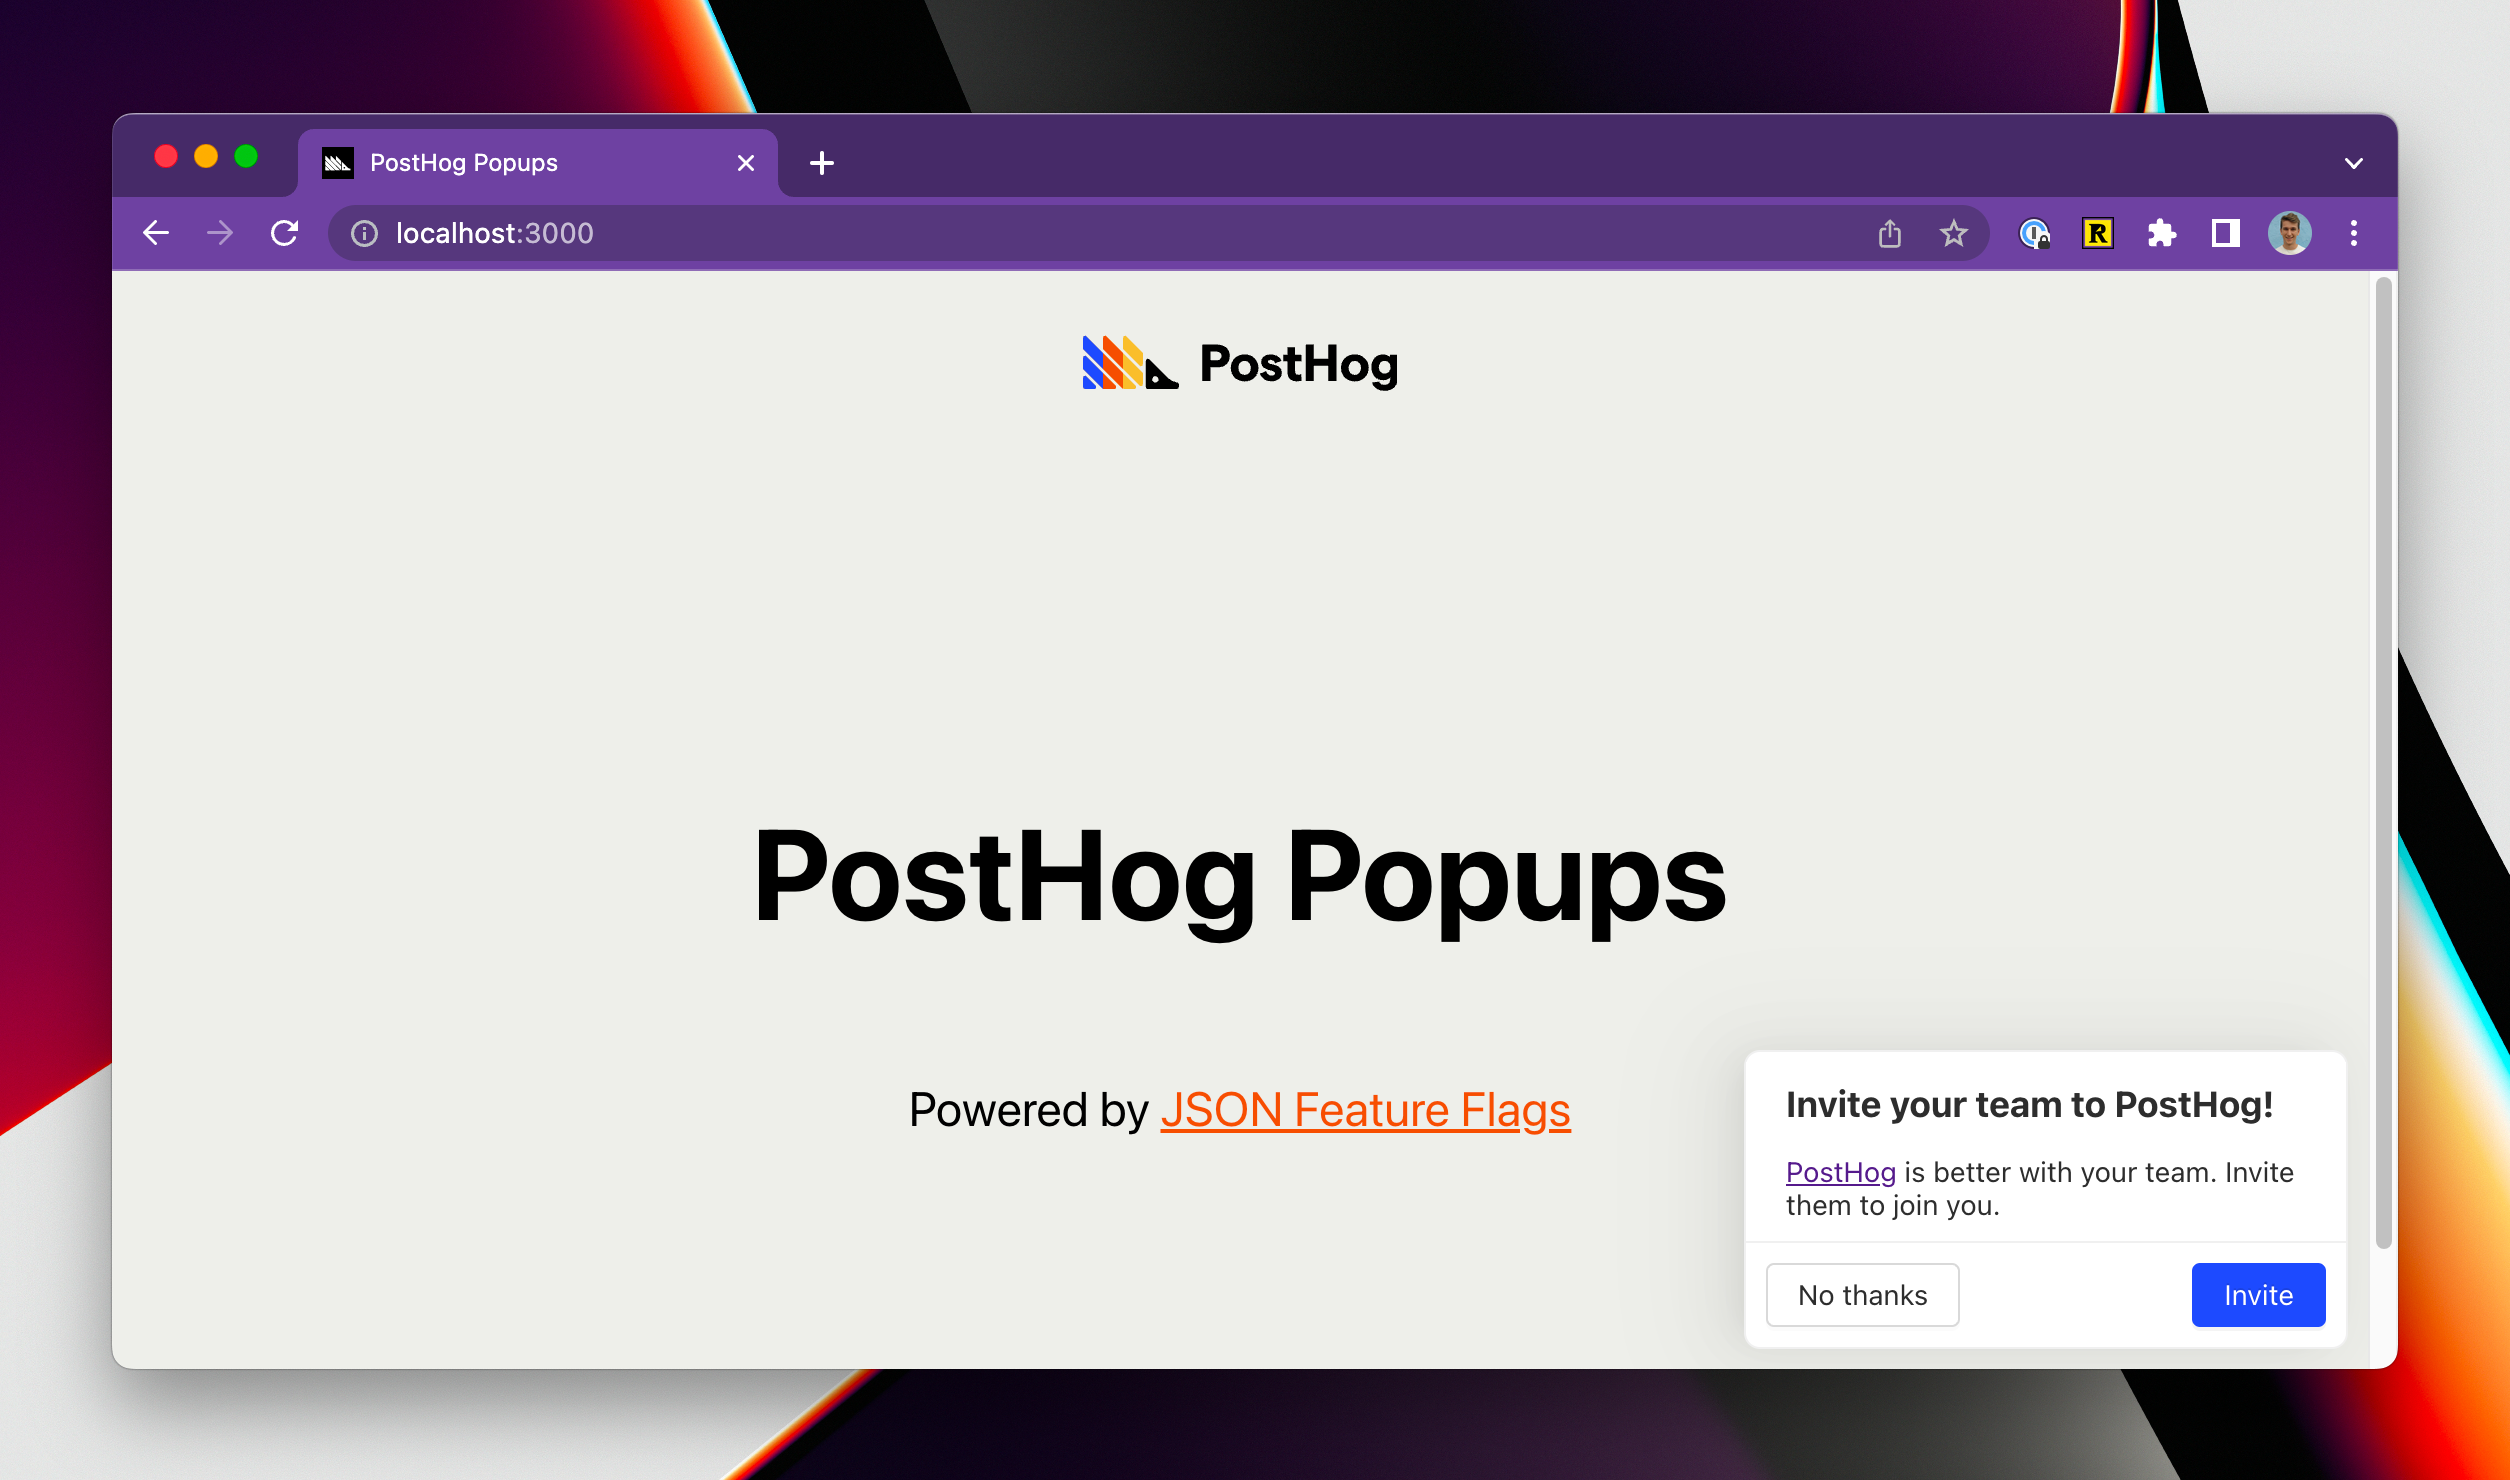 PostHog Popups
localhost:3000
R
PostHog
PostHog Popups
Powered by JSON Feature Flags
Invite your team to PostHog!
PostHog is better with your team. Invite
them to join you.
No thanks
Invite